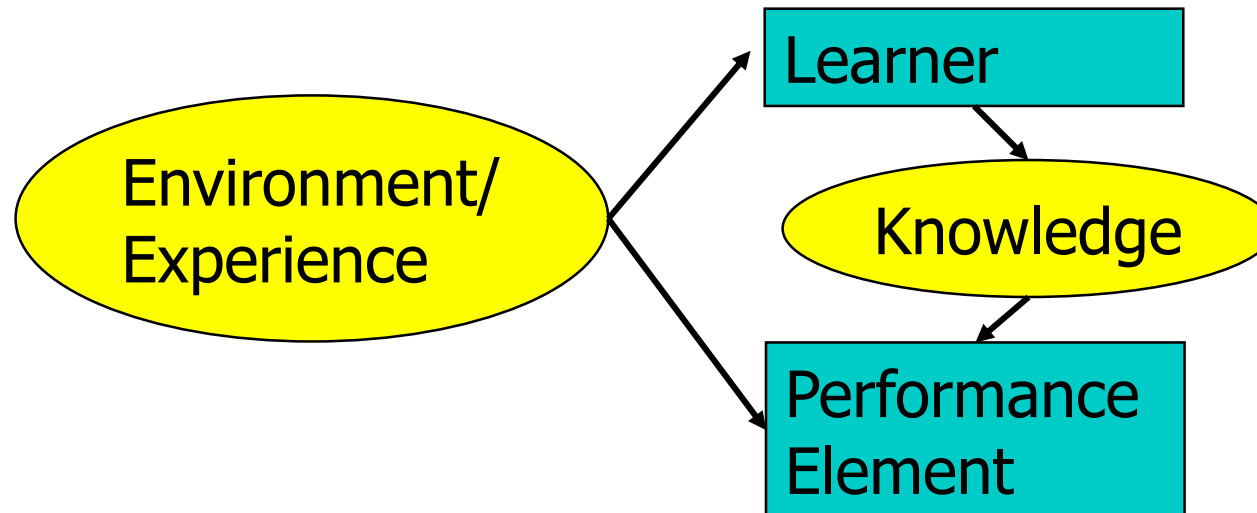 Learner
Environment/
Experience
Knowledge
Performance
Element